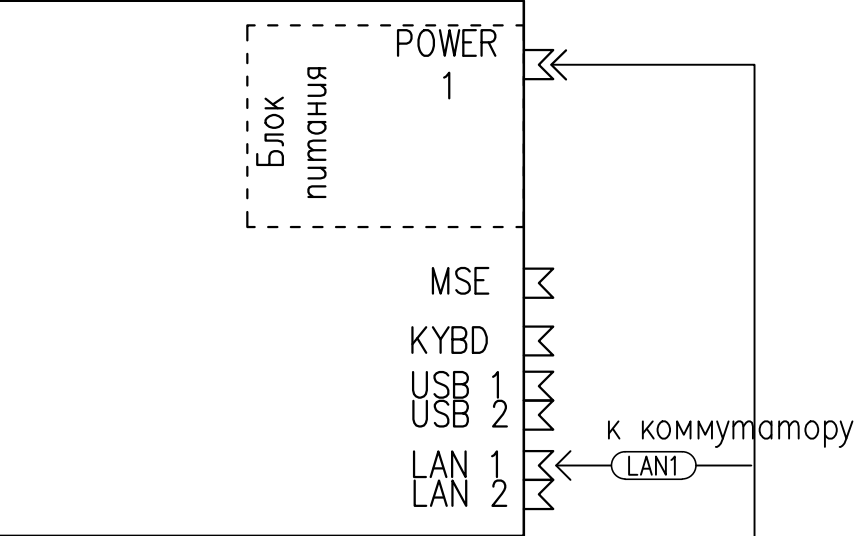 POWER
1
Блок
питания
MSE
KYBD
USB 1
USB 2
к коммутатору
LAN 1
LAN1
LAN 2